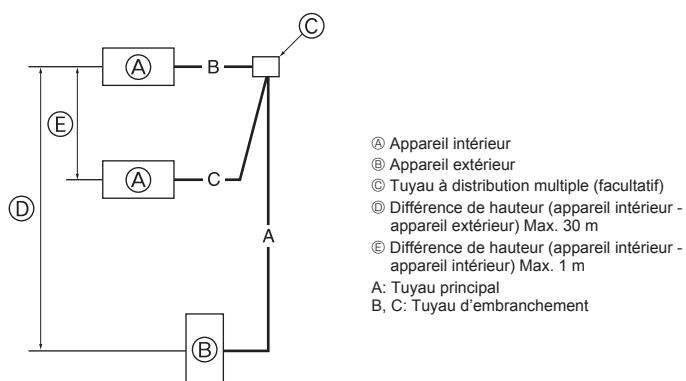 Ⓒ
Ⓐ
B
Ⓔ
Ⓐ
C
Ⓓ
A
Ⓑ
Ⓐ Appareil intérieur
Ⓑ Appareil extérieur
Ⓒ Tuyau à distribution multiple (facultatif)
Ⓓ Différence de hauteur (appareil intérieur -
appareil extérieur) Max. 30 m
Ⓔ Différence de hauteur (appareil intérieur -
appareil intérieur) Max. 1 m
A: Tuyau principal
B, C: Tuyau d’embranchement